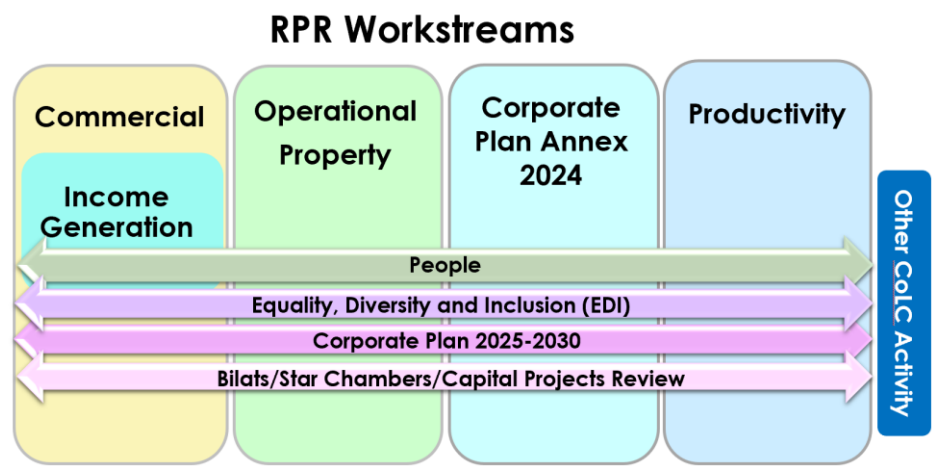 RPR Workstreams
Commercial
Income
Generation
Operational
Property
Corporate
Plan Annex
2024
Productivity
People
Equality, Diversity and Inclusion (EDI)
Corporate Plan 2025-2030
Bilats/Star Chambers/Capital Projects Review
Other CoLC Activity